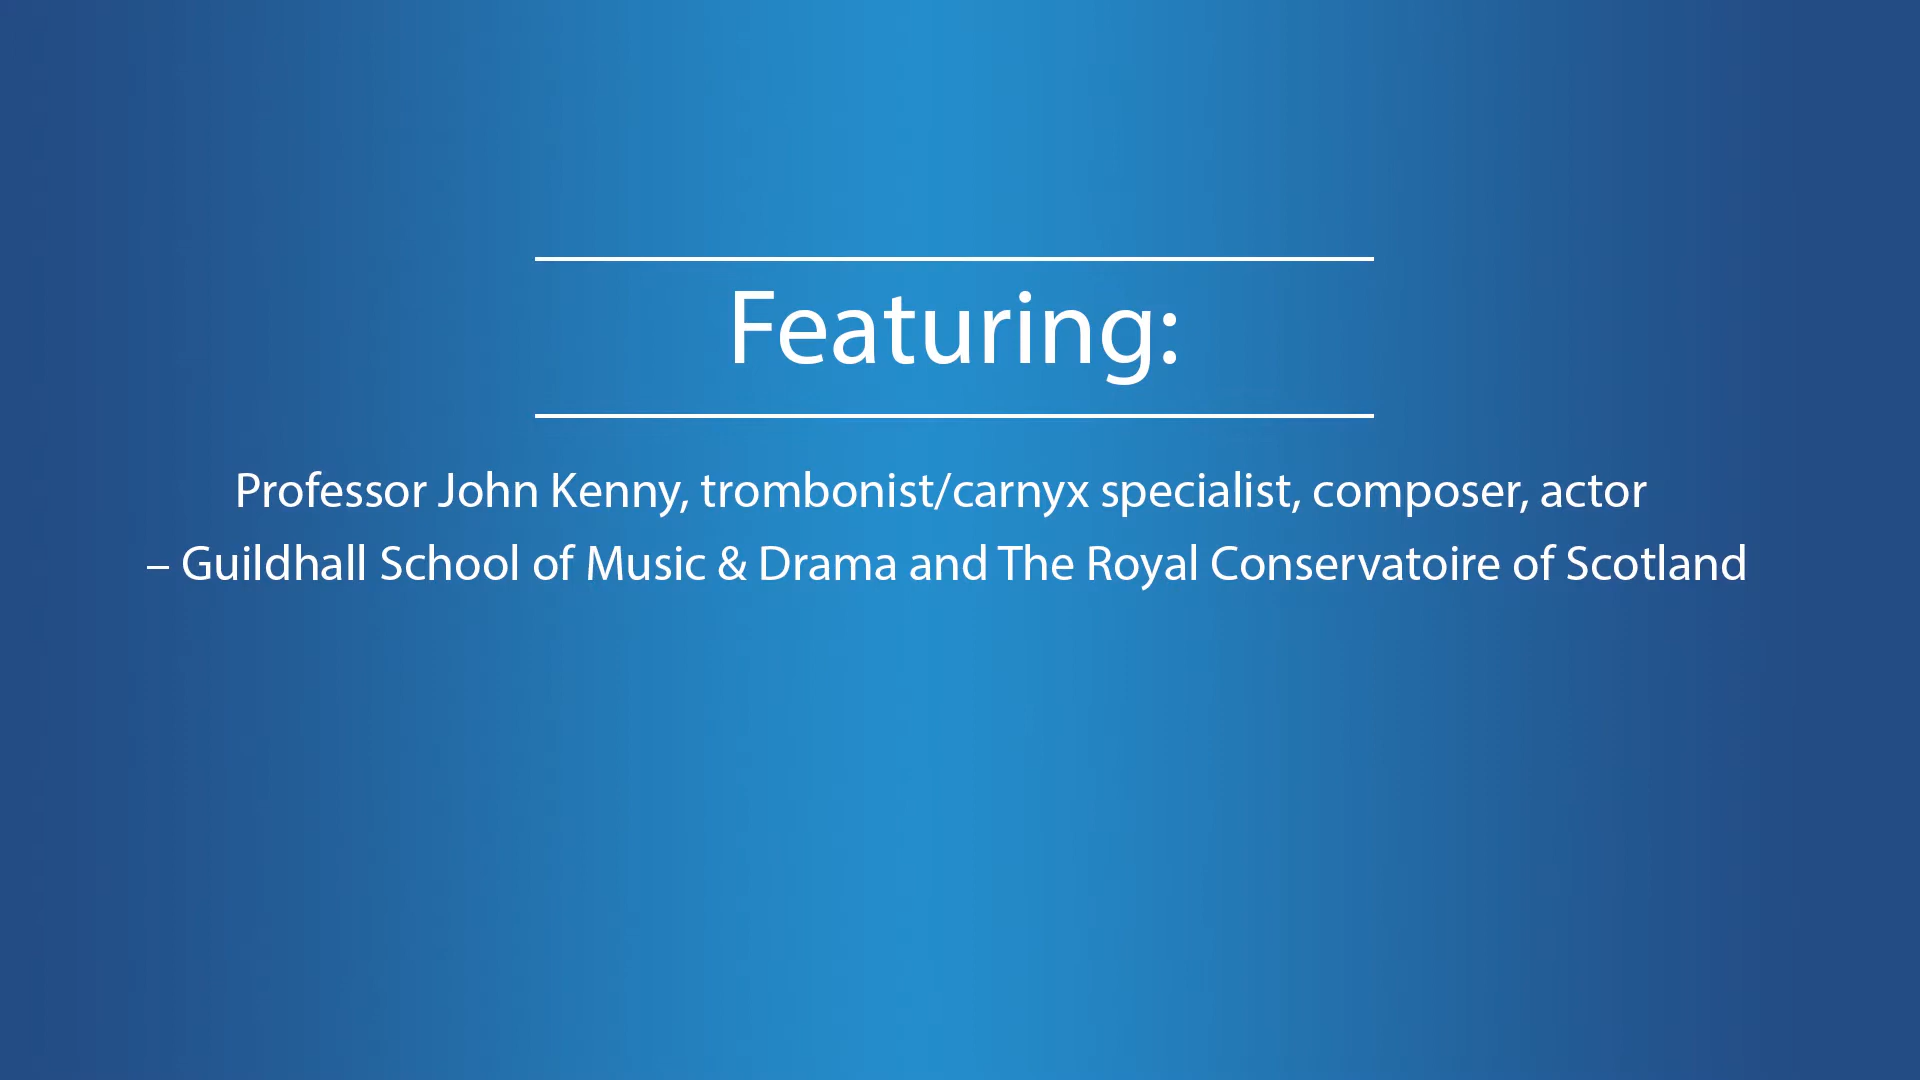 Featuring:
Professor John Kenny, trombonist/carnyx specialist, composer, actor
– Guildhall School of Music & Drama and The Royal Conservatoire of Scotland